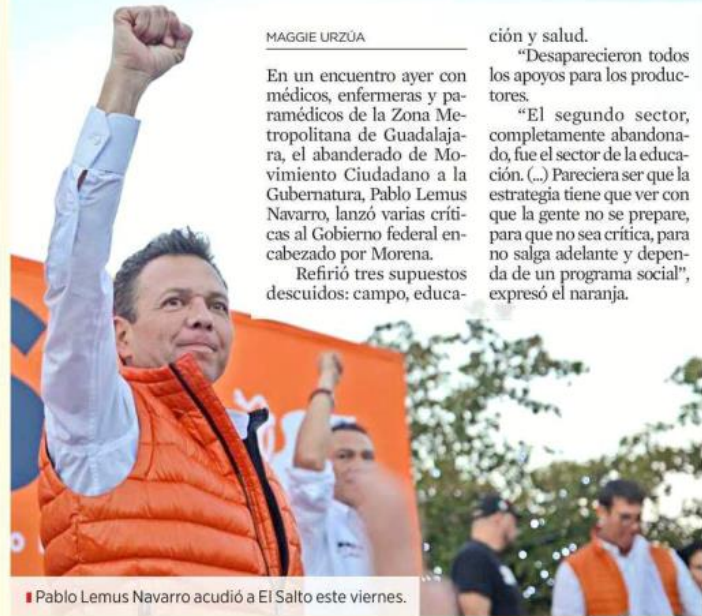 MAGGIE URZÚA
En un encuentro ayer con
médicos, enfermeras y pa-
ramédicos de la Zona Me-
tropolitana de Guadalaja-
ra, el abanderado de Mo-
vimiento Ciudadano a la
Gubernatura, Pablo Lemus
Navarro, lanzó varias críti-
cas al Gobierno federal en-
cabezado por Morena.
Refirió tres supuestos
descuidos: campo, educa-
ción y salud.
“Desaparecieron todos
los apoyos para los produc-
tores.
“El segundo sector,
completamente abandona-
do, fue el sector de la educa-
ción. (...) Pareciera ser que la
estrategia tiene que ver con
que la gente no se prepare,
para que no sea crítica, para
no salga adelante y depen-
da de un programa social”,
expresó el naranja.
Pablo Lemus Navarro acudió a El Salto este viernes.